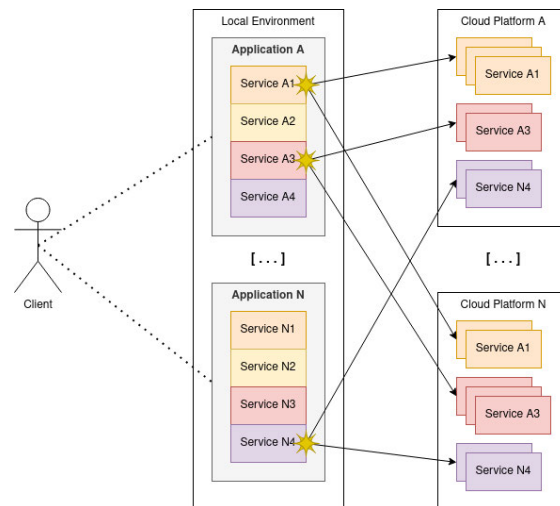 Local Environment
Application A
Service A1
Service A2
Service A3
Service A4
[...]
Application N
Service N1
Service N2
Service N3
Service N4
Client
Cloud Platform A
Service A1
Service A3
Service N4
[...]
Cloud Platform N
Service A1
Service A3
Service N4